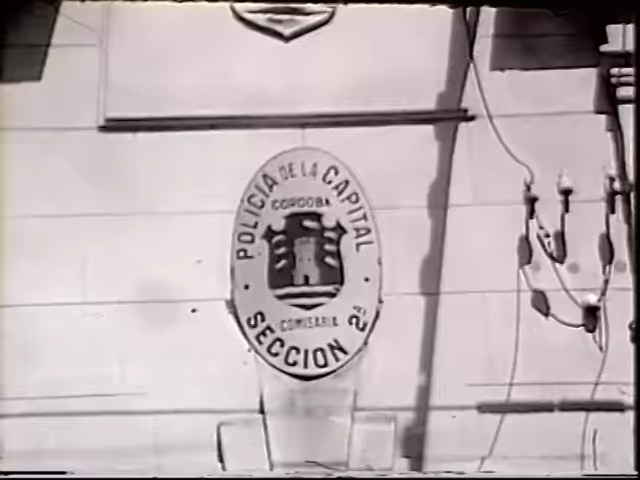 POLICIA DE LA CAPITAL
CORDOBA
COMISARIA
SECCION 2ª